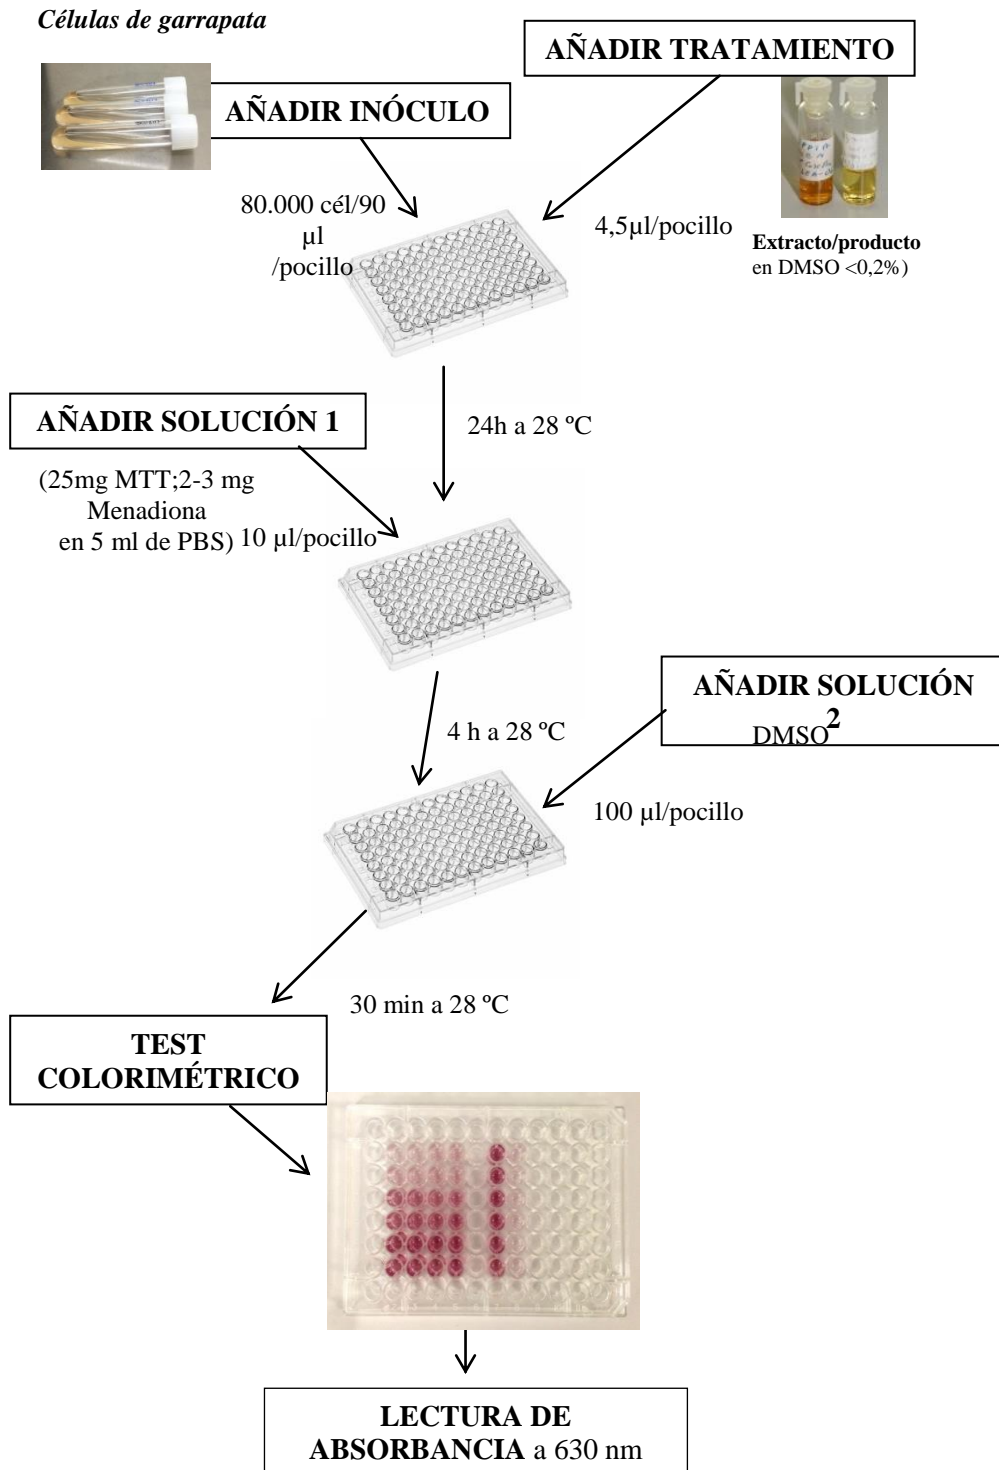 Células de garrapata
AÑADIR TRATAMIENTO
AÑADIR INÓCULO
80.000 cél/90
µl
/pocillo
4,5µl/pocillo
Extracto/producto
en DMSO <0,2%)
24h a 28 ºC
AÑADIR SOLUCIÓN 1
(25mg MTT;2-3 mg
Menadiona
en 5 ml de PBS)
10 µl/pocillo
4 h a 28 ºC
AÑADIR SOLUCIÓN
2
DMSO
100 µl/pocillo
30 min a 28 ºC
TEST
COLORIMÉTRICO
LECTURA DE
ABSORBANCIA a 630 nm